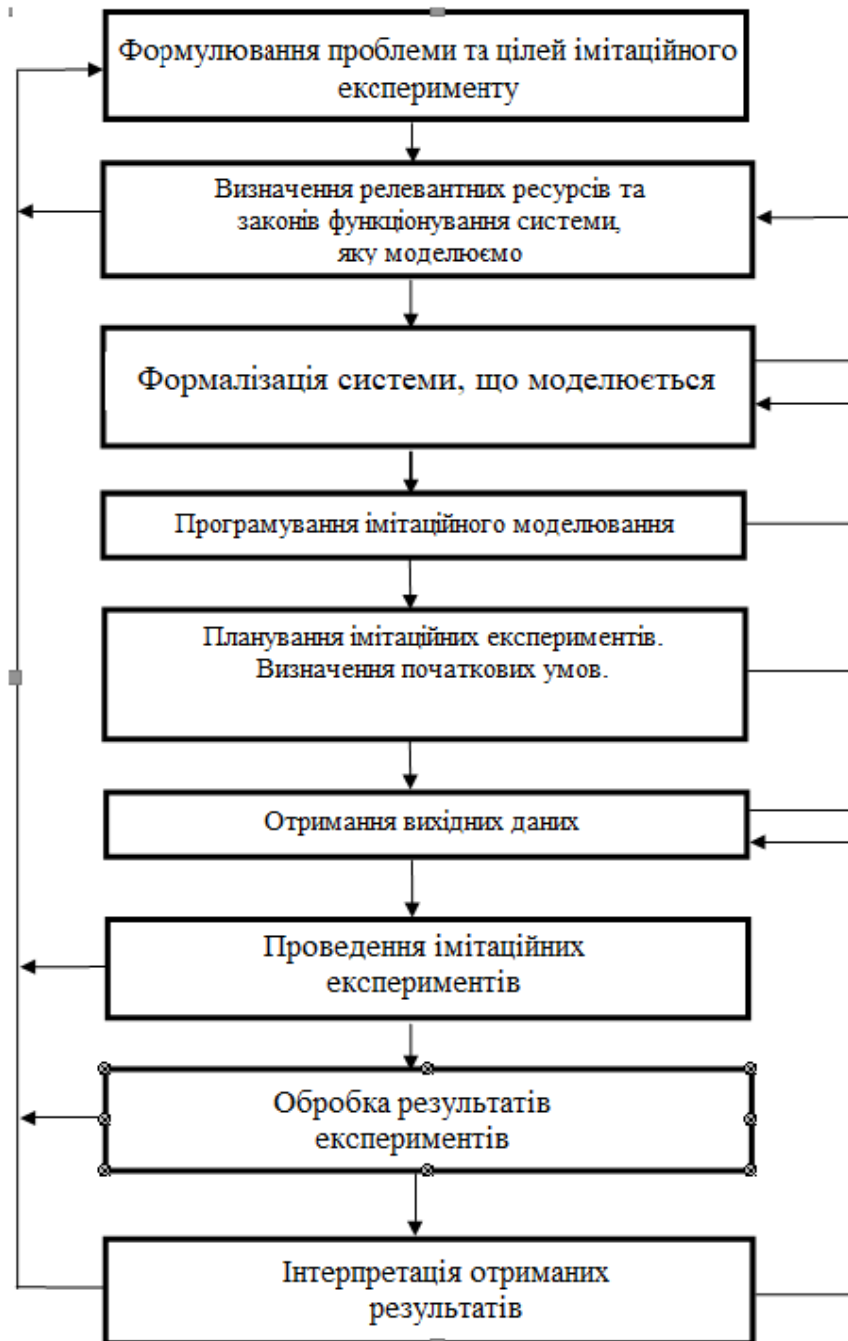 Формулювання проблеми та цілей імітаційного
експерименту
Визначення релевантних ресурсів та
законів функціонування системи,
яку моделюємо
Формалізація системи, що моделюється
Програмування імітаційного моделювання
Планування імітаційних експериментів.
Визначення початкових умов.
Отримання вихідних даних
Проведення імітаційних
експериментів
Обробка результатів
експериментів
Інтерпретація отриманих
результатів